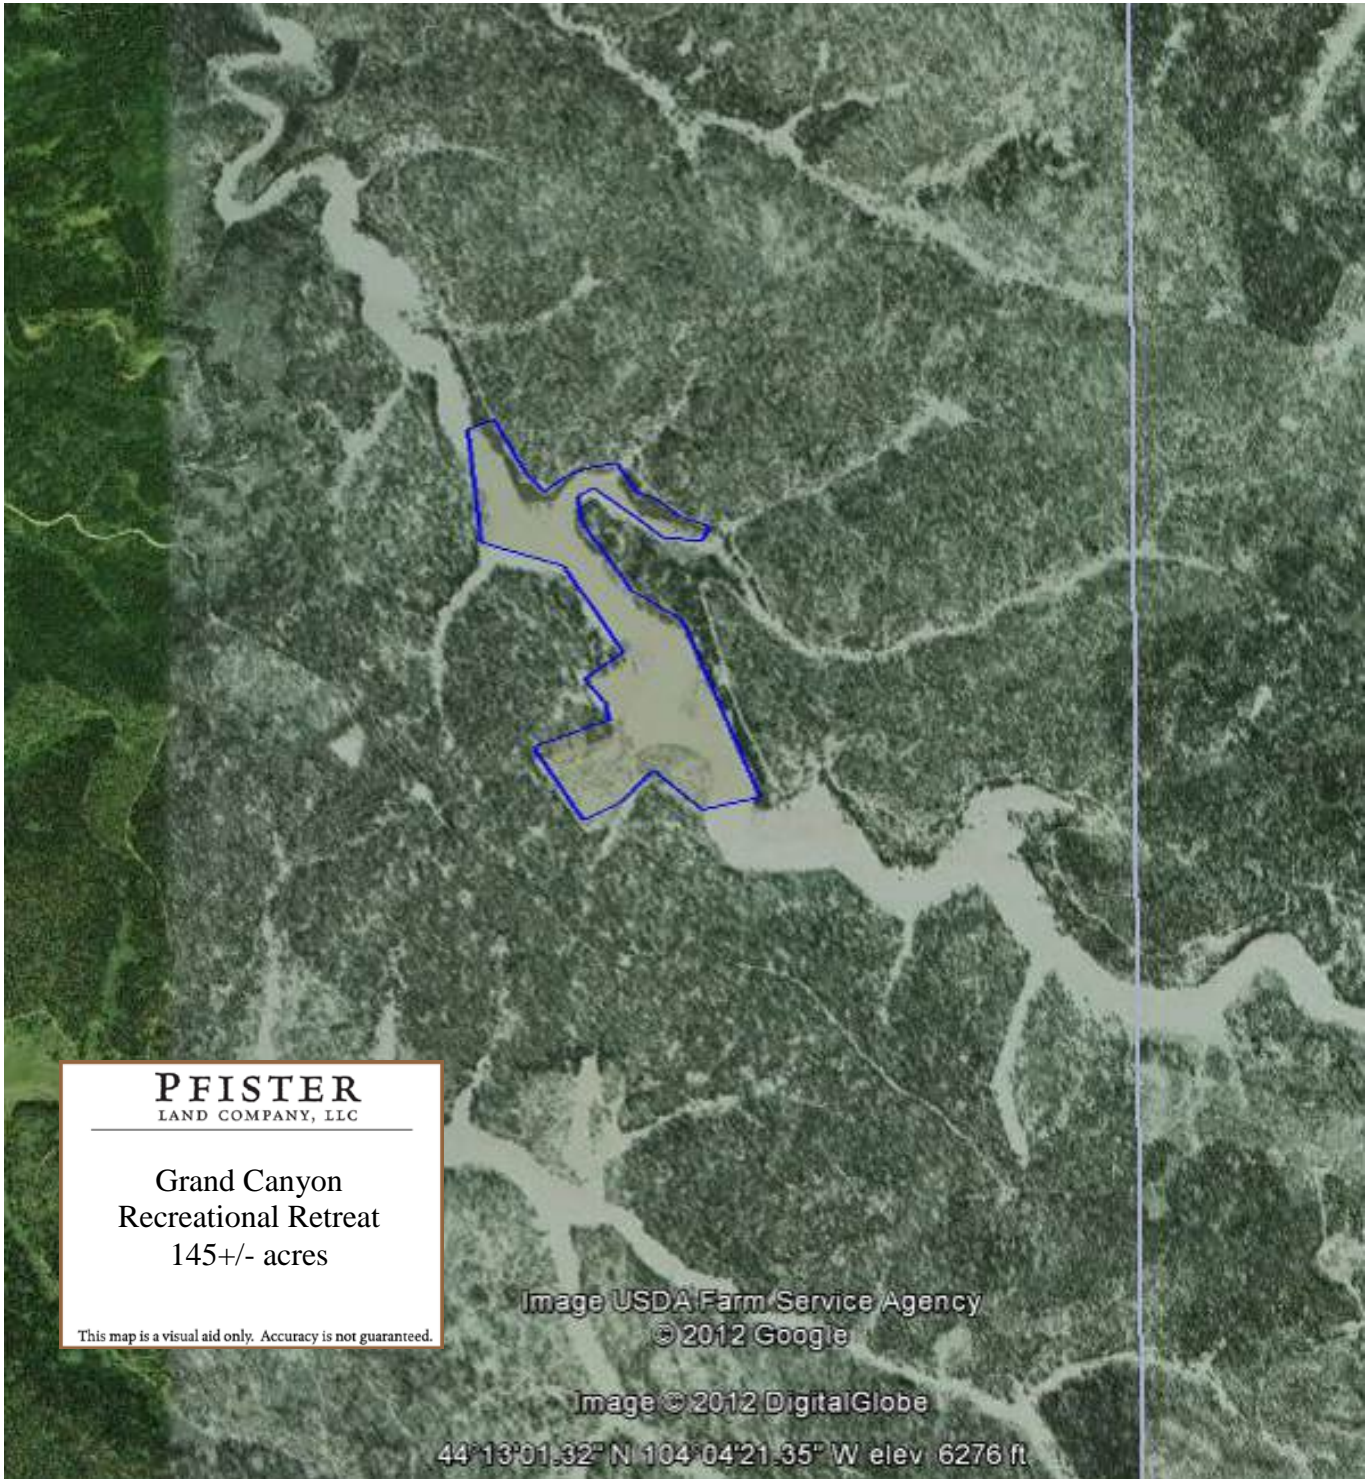 PFISTER
LAND COMPANY, LLC
Grand Canyon
Recreational Retreat
145+/- acres
This map is a visual aid only. Accuracy is not guaranteed.
Image USDA Farm Service Agency
© 2012 Google
Image © 2012 DigitalGlobe
44°13'01.32" N 104°04'21.35" W elev 6276 ft